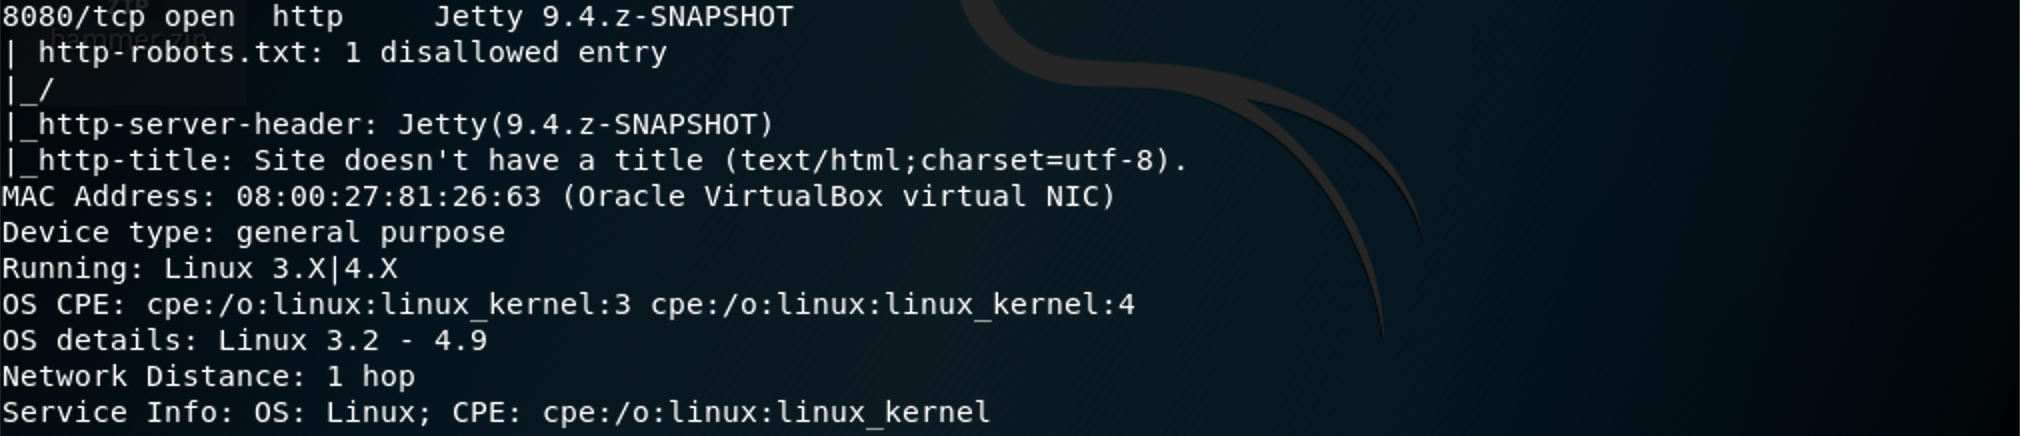 8080/tcp open  http     Jetty 9.4.z-SNAPSHOT
hammer.zip
| http-robots.txt: 1 disallowed entry
|_/
|_http-server-header: Jetty(9.4.z-SNAPSHOT)
|_http-title: Site doesn't have a title (text/html;charset=utf-8).
MAC Address: 08:00:27:81:26:63 (Oracle VirtualBox virtual NIC)
Device type: general purpose
Running: Linux 3.X|4.X
OS CPE: cpe:/o:linux:linux_kernel:3 cpe:/o:linux:linux_kernel:4
OS details: Linux 3.2 - 4.9
Network Distance: 1 hop
Service Info: OS: Linux; CPE: cpe:/o:linux:linux_kernel